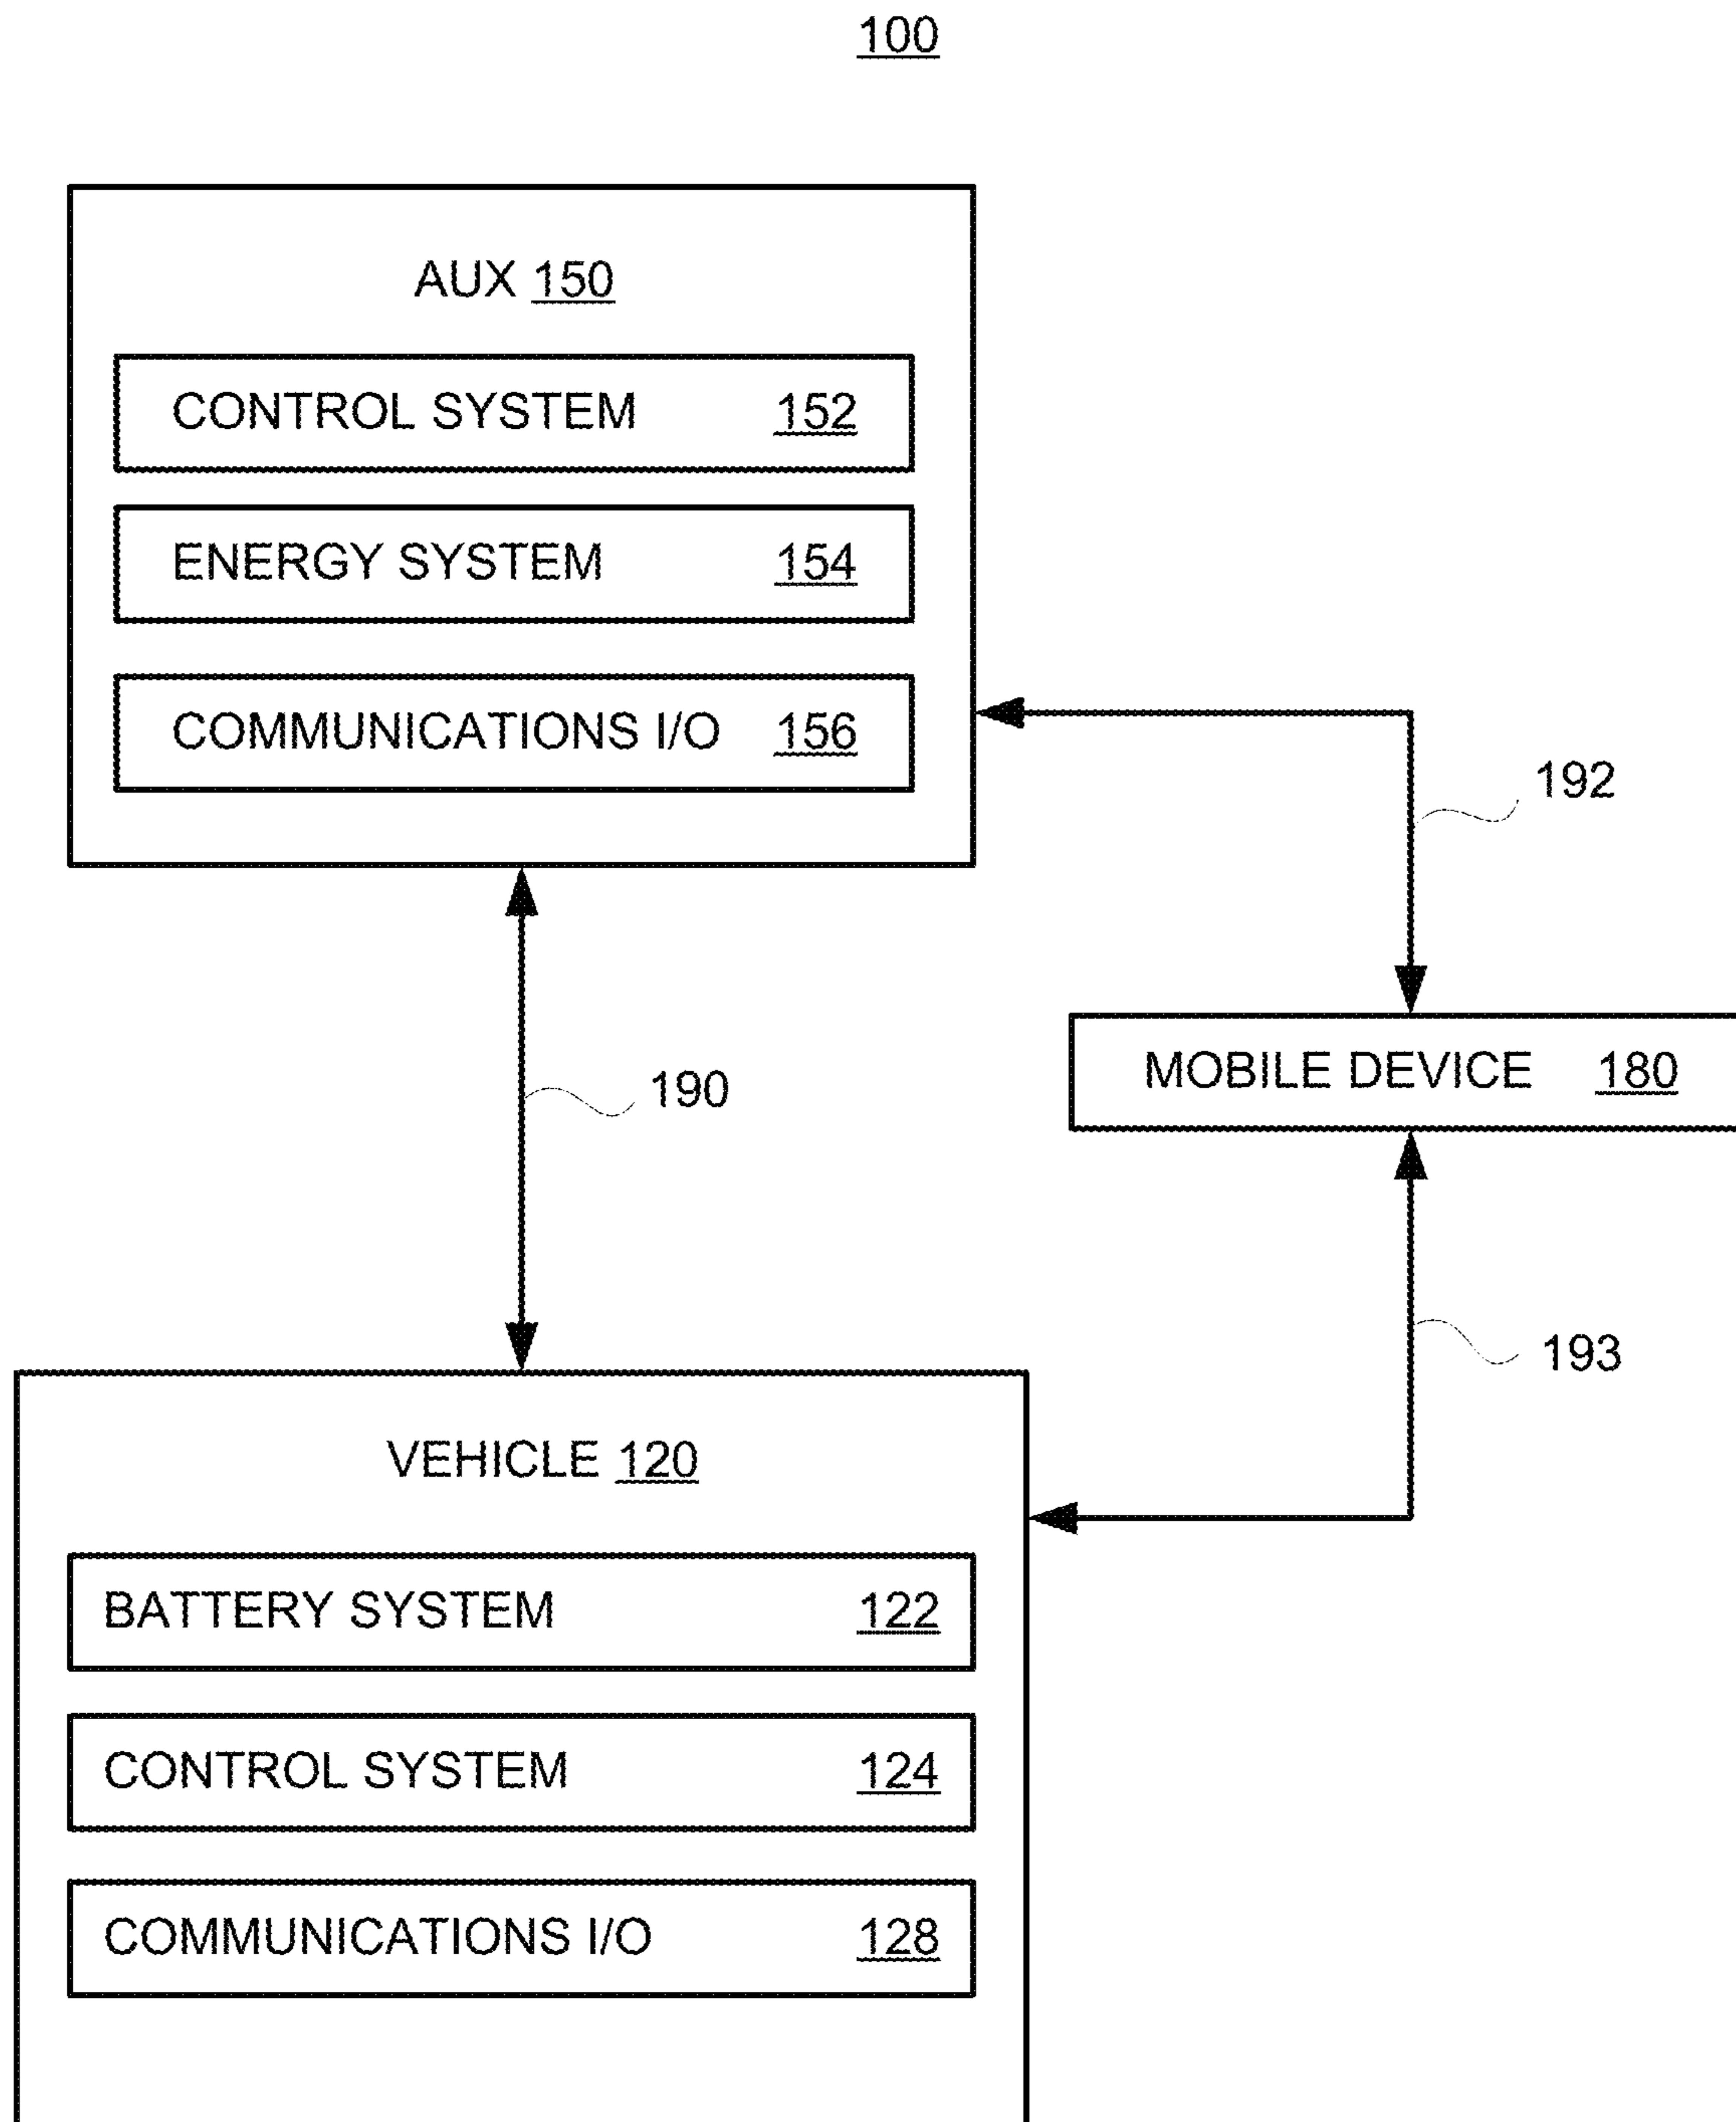 100
AUX 150
CONTROL SYSTEM 152
ENERGY SYSTEM 154
COMMUNICATIONS I/O 156
192
MOBILE DEVICE 180
190
193
VEHICLE 120
BATTERY SYSTEM 122
CONTROL SYSTEM 124
COMMUNICATIONS I/O 128